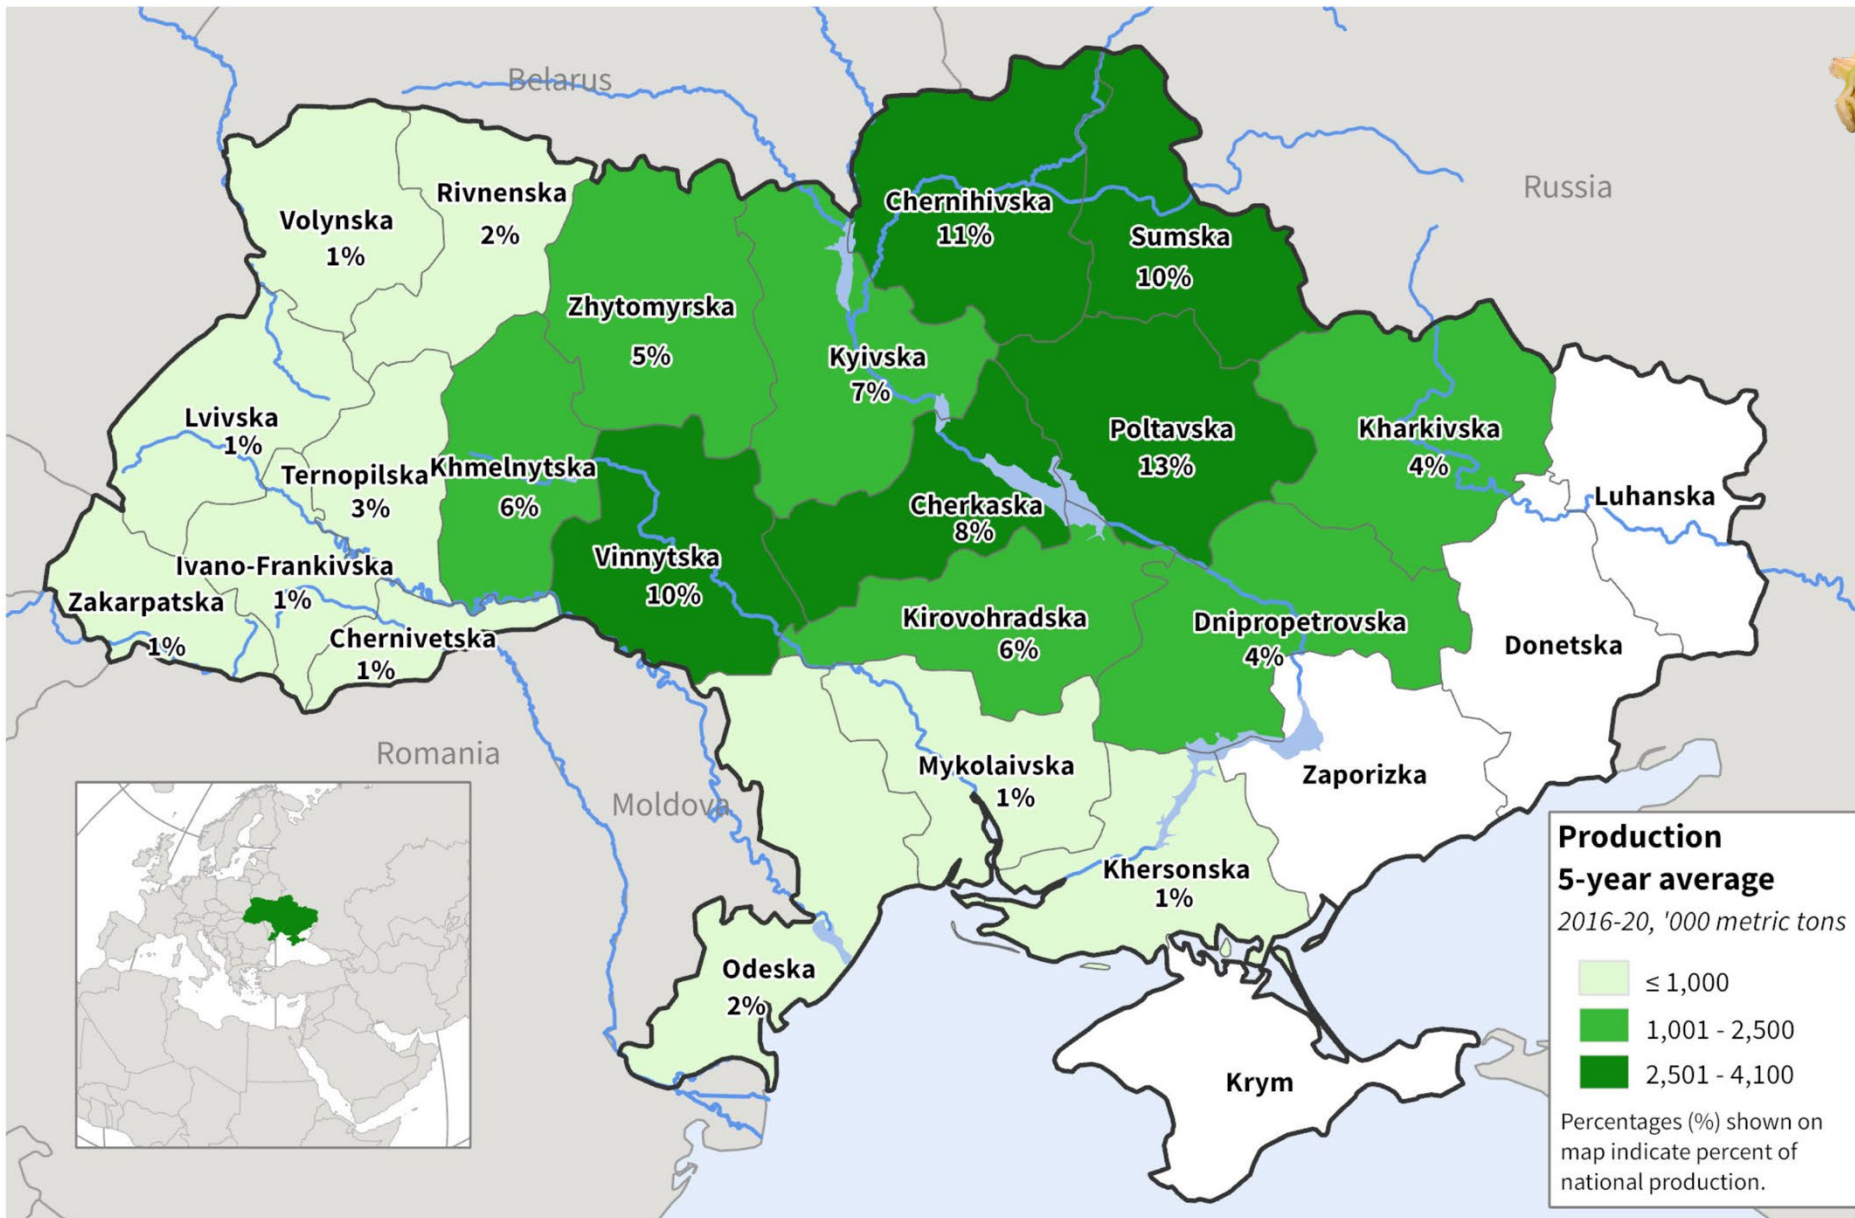 Belarus
Russia
Rivnenska
2%
Volynska
1%
Chernihivska
11%
Sumska
10%
Zhytomyrska
5%
Kyivska
7%
Lvivska
1%
Ternopilska
3%
Khmelnytska
6%
Poltavska
13%
Kharkivska
4%
Cherkaska
8%
Luhanska
Vinnytska
10%
Ivano-Frankivska
1%
Zakarpatska
1%
Chernivetska
1%
Kirovohradska
6%
Dnipropetrovska
4%
Donetska
Romania
Moldova
Mykolaivska
1%
Zaporizka
Khersonska
1%
Odeska
2%
Krym
Production
5-year average
2016-20, '000 metric tons
≤ 1,000
1,001 - 2,500
2,501 - 4,100
Percentages (%) shown on
map indicate percent of
national production.